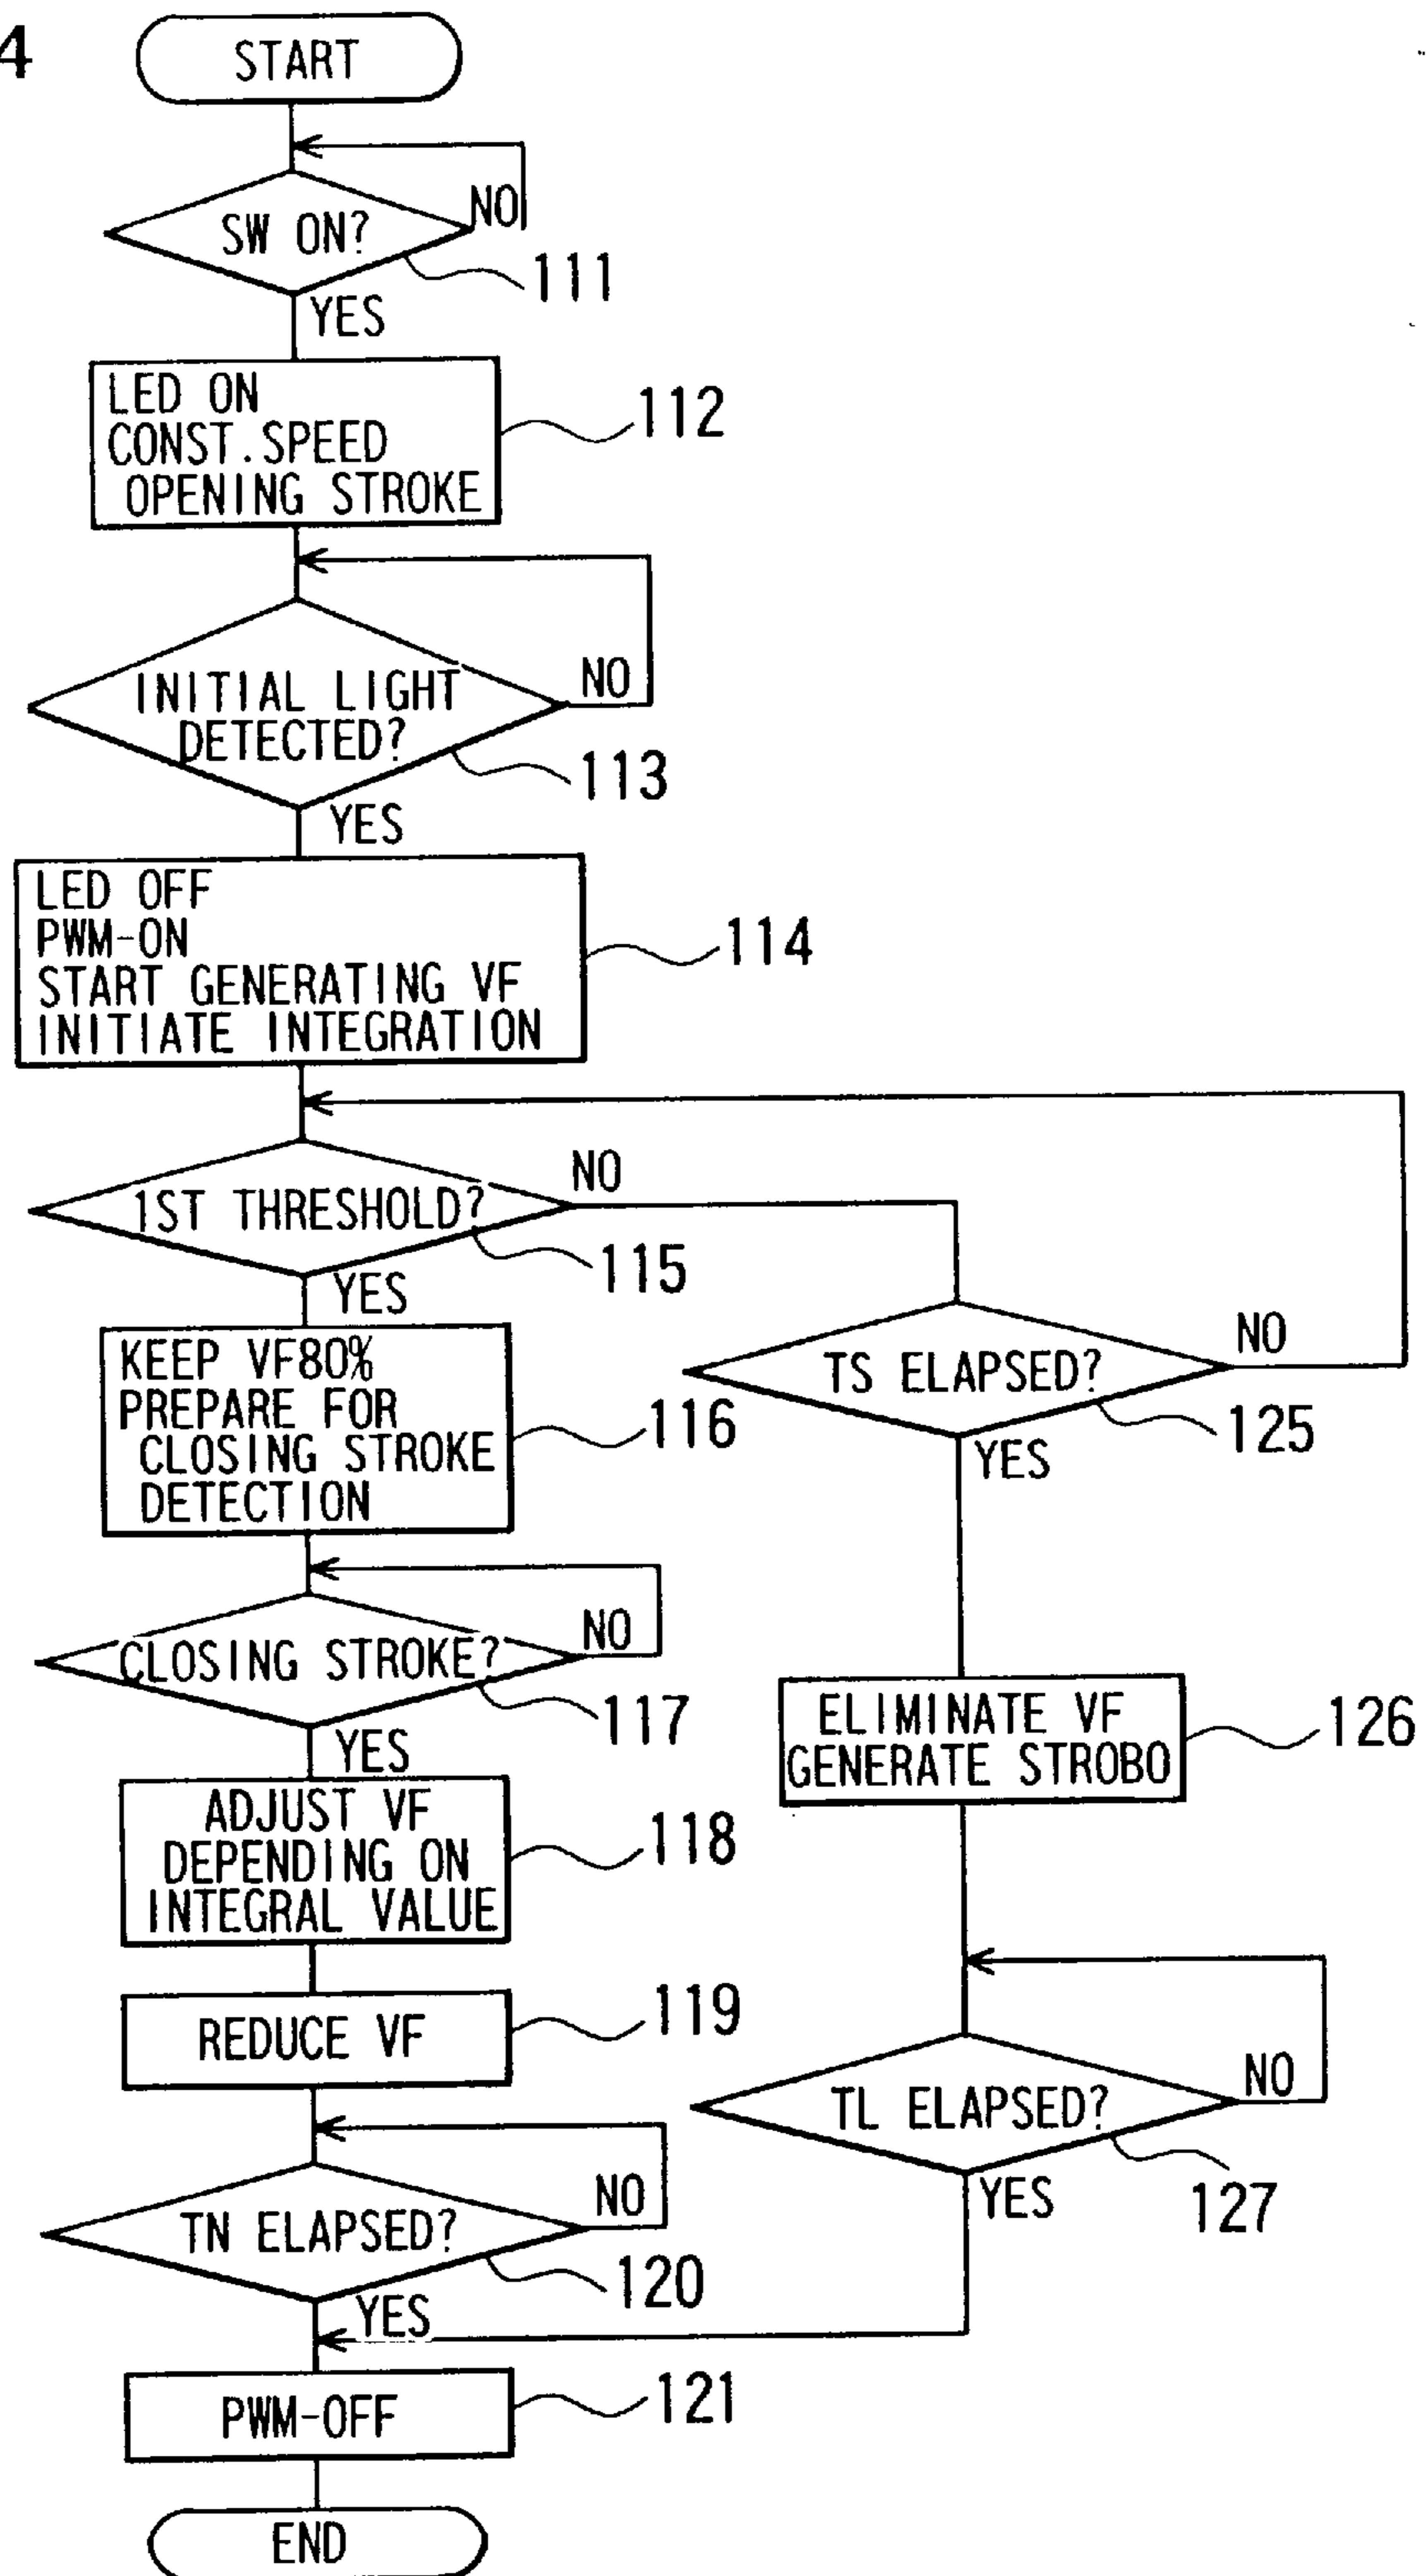 4
START
SW ON?
NO
111
YES
LED ON
CONST.SPEED
OPENING STROKE
112
INITIAL LIGHT
DETECTED?
NO
113
YES
LED OFF
PWM-ON
START GENERATING VF
INITIATE INTEGRATION
114
1ST THRESHOLD?
NO
115
YES
KEEP VF80%
PREPARE FOR
CLOSING STROKE
DETECTION
116
TS ELAPSED?
NO
125
YES
CLOSING STROKE?
NO
117
YES
ELIMINATE VF
GENERATE STROBO
126
ADJUST VF
DEPENDING ON
INTEGRAL VALUE
118
REDUCE VF
119
TL ELAPSED?
NO
127
YES
TN ELAPSED?
NO
120
YES
PWM-OFF
121
END